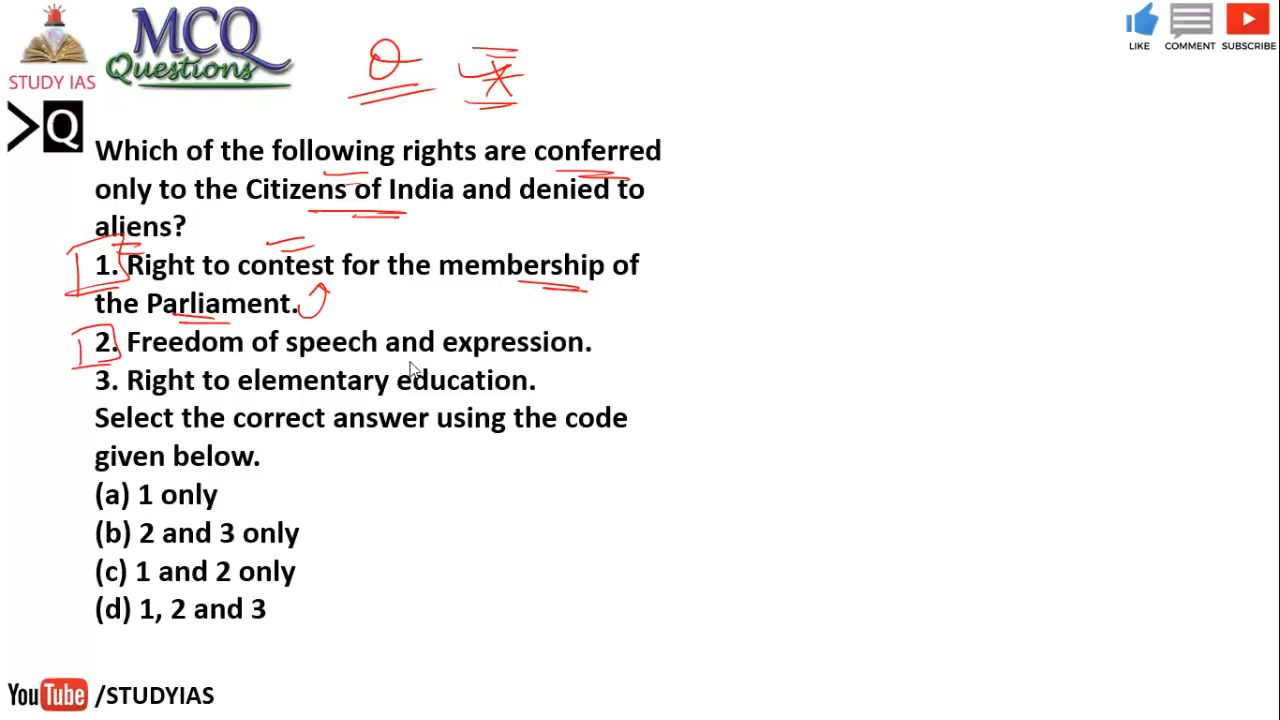 MCQ
Questions
STUDY IAS
LIKE COMMENT SUBSCRIBE
>Q
Which of the following rights are conferred
only to the Citizens of India and denied to
aliens?
1. Right to contest for the membership of
the Parliament.
2. Freedom of speech and expression.
3. Right to elementary education.
Select the correct answer using the code
given below.
(a) 1 only
(b) 2 and 3 only
(c) 1 and 2 only
(d) 1, 2 and 3
YouTube /STUDYIAS